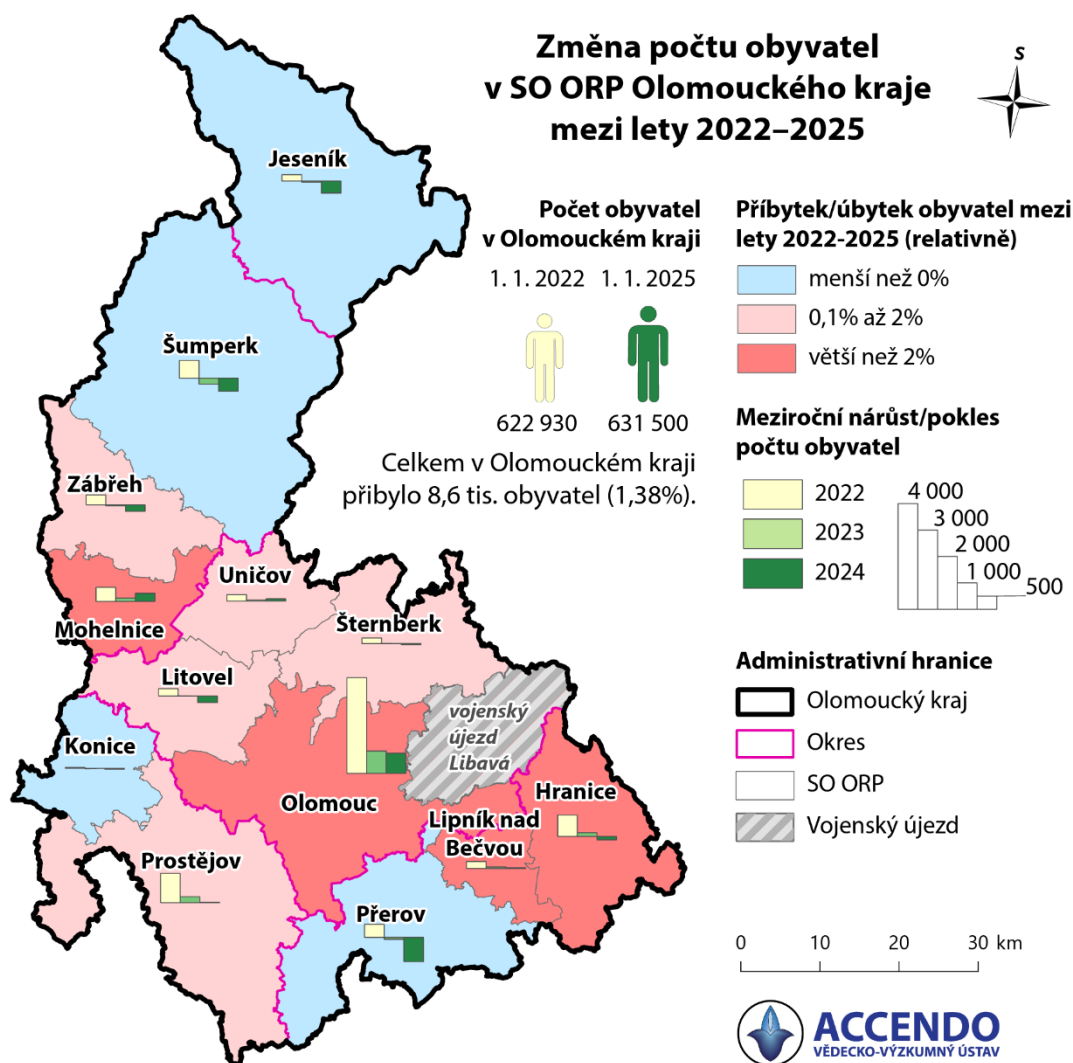 Změna počtu obyvatel
v SO ORP Olomouckého kraje
mezi lety 2022–2025
S
Počet obyvatel
v Olomouckém kraji
1. 1. 2022
1. 1. 2025
622 930
631 500
Celkem v Olomouckém kraji
přibylo 8,6 tis. obyvatel (1,38%).
Příbytek/úbytek obyvatel mezi
lety 2022-2025 (relativně)
menší než 0%
0,1% až 2%
větší než 2%
Meziroční nárůst/pokles
počtu obyvatel
2022
2023
2024
4 000
3 000
2 000
1 000
500
Administrativní hranice
Olomoucký kraj
Okres
SO ORP
Vojenský újezd
Jeseník
Šumperk
Zábřeh
Mohelnice
Uničov
Šternberk
Litovel
Konice
vojenský
újezd
Libavá
Olomouc
Hranice
Lipník nad
Bečvou
Prostějov
Přerov
0 10 20 30 km
ACCENDO
VĚDECKO-VÝZKUMNÝ ÚSTAV